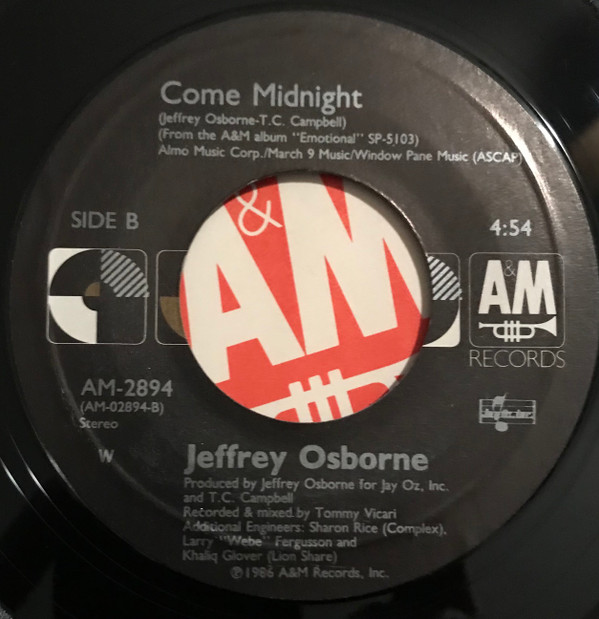 Come Midnight
(Jeffrey Osborne-T.C. Campbell)
(From the A&M album "Emotional" SP-5103)
Almo Music Corp./March 9 Music/Window Pane Music (ASCAP)
SIDE B
4:54
&
AM
A&M
RECORDS
AM-2894
(AM-02894-B)
Stereo
W
Jeffrey Osborne
Produced by Jeffrey Osborne for Jay Oz, Inc.
and T.C. Campbell
Recorded & mixed by Tommy Vicari
Additional Engineers: Sharon Rice (Complex),
Larry "Webe" Fergusson and
Khaliq Glover (Lion Share)
℗1986 A&M Records, Inc.